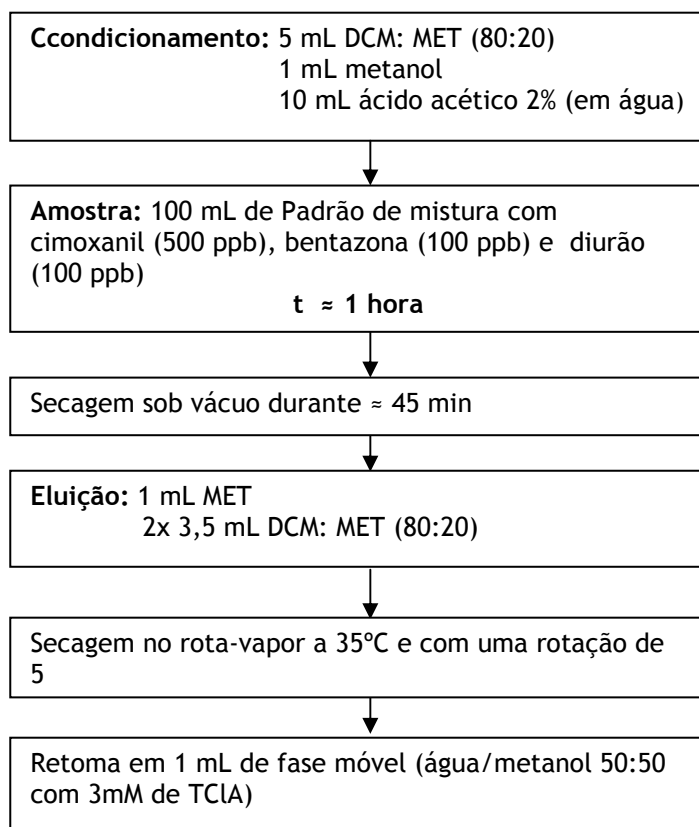 Ccondicionamento: 5 mL DCM: MET (80:20)
1 mL metanol
10 mL ácido acético 2% (em água)
Amostra: 100 mL de Padrão de mistura com
cimoxanil (500 ppb), bentazona (100 ppb) e diurão
(100 ppb)
t ≈ 1 hora
Secagem sob vácuo durante ≈ 45 min
Eluição: 1 mL MET
2x 3,5 mL DCM: MET (80:20)
Secagem no rota-vapor a 35ºC e com uma rotação de
5
Retoma em 1 mL de fase móvel (água/metanol 50:50
com 3mM de TClA)